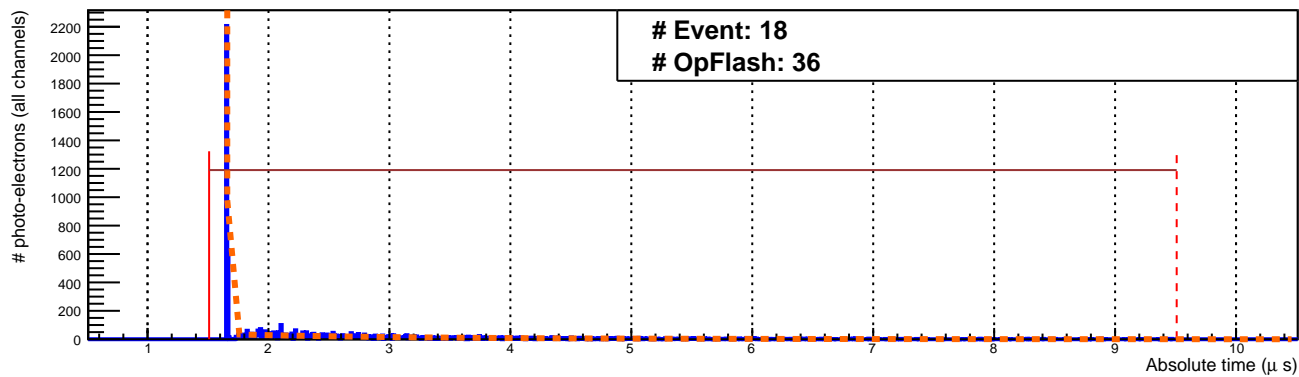 # Event: 18
# OpFlash: 36
# photo-electrons (all channels)
2200
2000
1800
1600
1400
1200
1000
800
600
400
200
0
1 2 3 4 5 6 7 8 9 10
Absolute time (μ s)